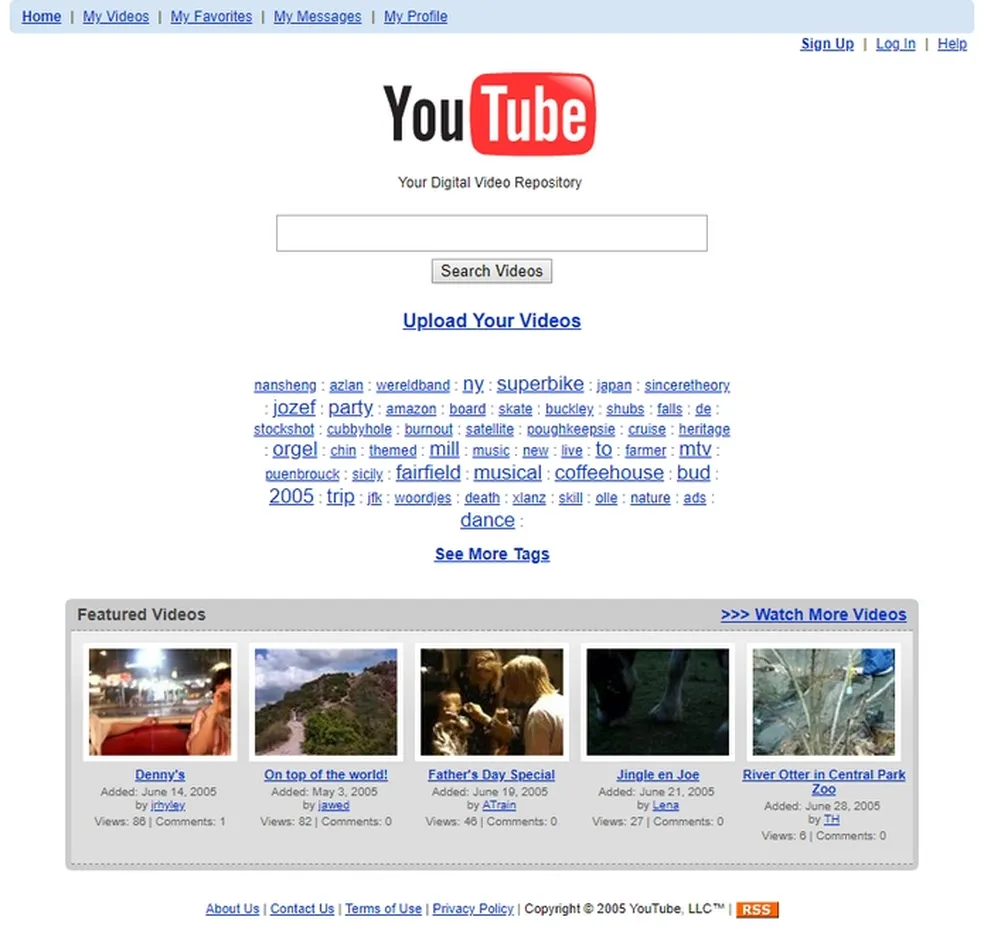 Home | My Videos | My Favorites | My Messages | My Profile
Sign Up | Log In | Help
YouTube
Your Digital Video Repository
Search Videos
Upload Your Videos
nansheng : azlan : wereldband : ny : superbike : japan : sinceretheory
: jozef : party : amazon : board : skate : buckley : shubs : falls : de :
stockshot : cubbyhole : burnout : satellite : poughkeepsie : cruise : heritage
: orgel : chin : themed : mill : music : new : live : to : farmer : mtv :
puenbrouck : sicily : fairfield : musical : coffeehouse : bud :
2005 : trip : jfk : woordjes : death : xlanz : skill : olle : nature : ads :
dance :
See More Tags
Featured Videos >>> Watch More Videos
Denny's
Added: June 14, 2005
by jrhyley
Views: 86 | Comments: 1
On top of the world!
Added: May 3, 2005
by jawed
Views: 82 | Comments: 0
Father's Day Special
Added: June 19, 2005
by ATrain
Views: 46 | Comments: 0
Jingle en Joe
Added: June 21, 2005
by Lena
Views: 27 | Comments: 0
River Otter in Central Park
Zoo
Added: June 28, 2005
by TH
Views: 6 | Comments: 0
About Us | Contact Us | Terms of Use | Privacy Policy | Copyright © 2005 YouTube, LLC™ | RSS